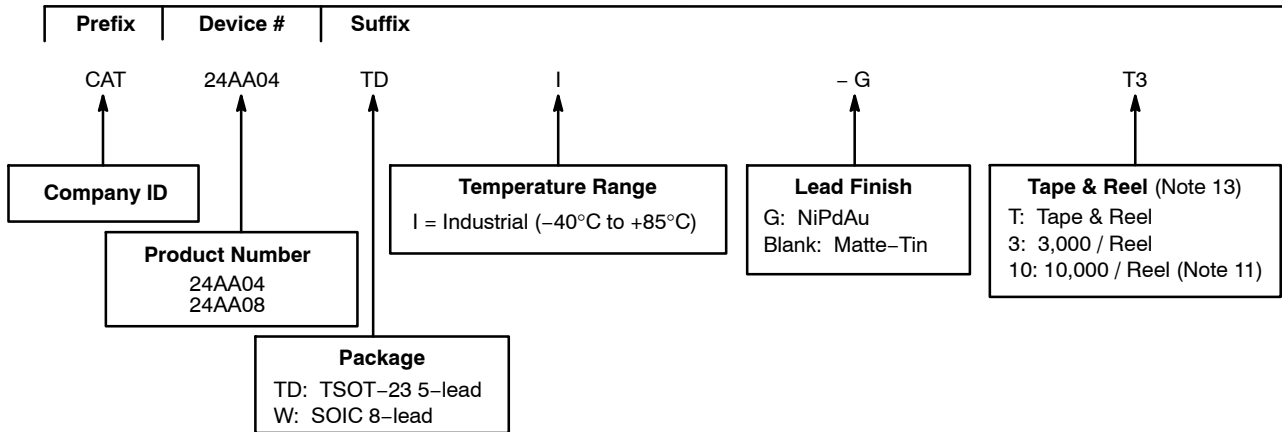 Prefix Device # Suffix
CAT 24AA04 TD I – G T3
Company ID
Product Number
24AA04
24AA08
Package
TD: TSOT–23 5–lead
W: SOIC 8–lead
Temperature Range
I = Industrial (–40°C to +85°C)
Lead Finish
G: NiPdAu
Blank: Matte–Tin
Tape & Reel (Note 13)
T: Tape & Reel
3: 3,000 / Reel
10: 10,000 / Reel (Note 11)